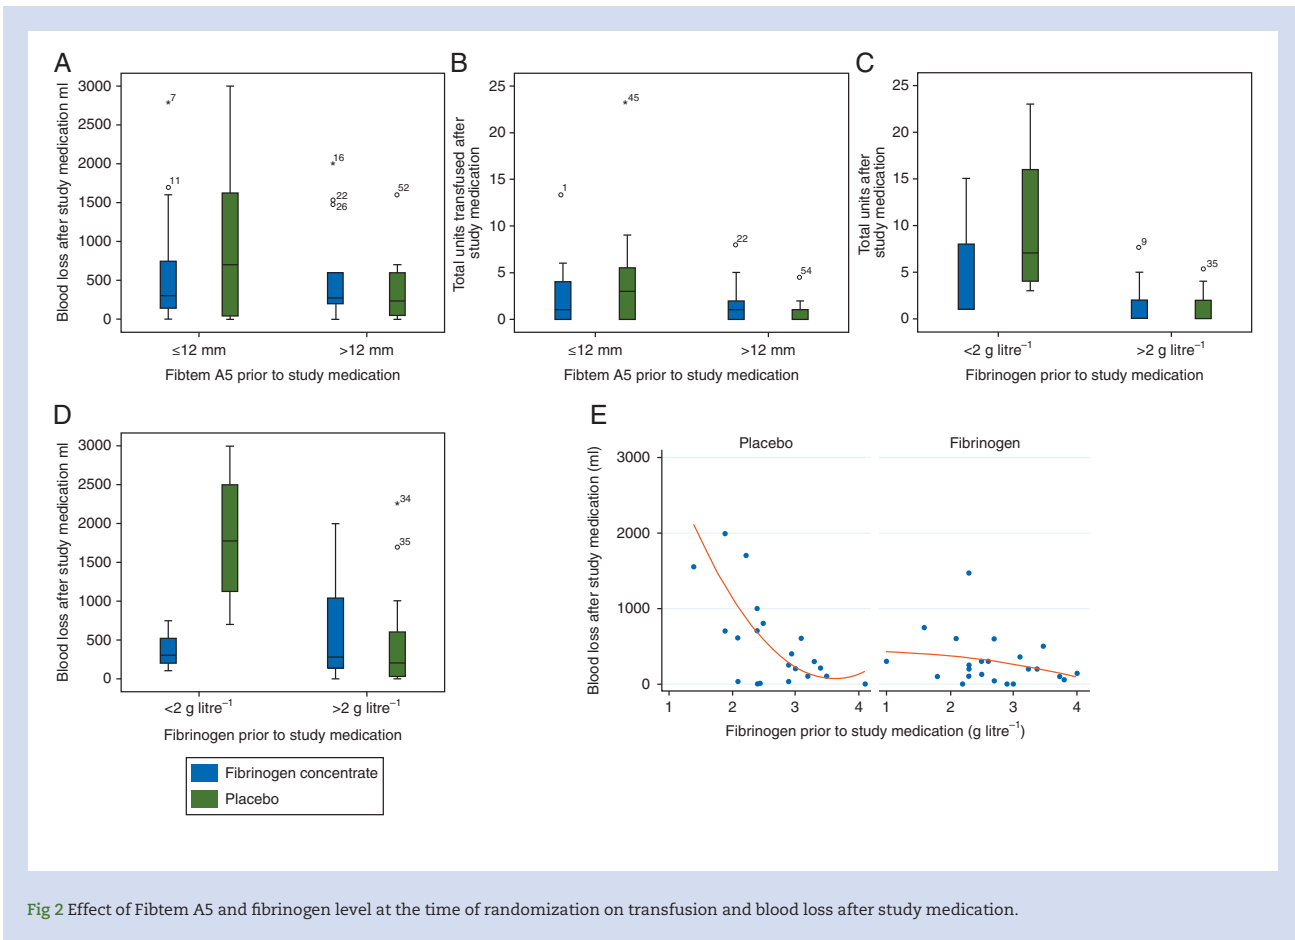 A
Blood loss after study medication ml
3000
2500
2000
1500
1000
500
0
*7
11
*16
22
26
52
≤12 mm
>12 mm
Fibtem A5 prior to study medication
B
Total units transfused after
study medication
25
20
15
10
5
0
1
*45
22
54
≤12 mm
>12 mm
Fibtem A5 prior to study medication
C
Total units after
study medication
25
20
15
10
5
0
9
35
<2 g litre⁻¹
>2 g litre⁻¹
Fibrinogen prior to study medication
D
Blood loss after study medication ml
3000
2500
2000
1500
1000
500
0
*34
35
<2 g litre⁻¹
>2 g litre⁻¹
Fibrinogen prior to study medication
Fibrinogen concentrate
Placebo
E
Placebo
Fibrinogen
Blood loss after study medication (ml)
3000
2000
1000
0
1 2 3 4 1 2 3 4
Fibrinogen prior to study medication (g litre⁻¹)
Fig 2 Effect of Fibtem A5 and fibrinogen level at the time of randomization on transfusion and blood loss after study medication.